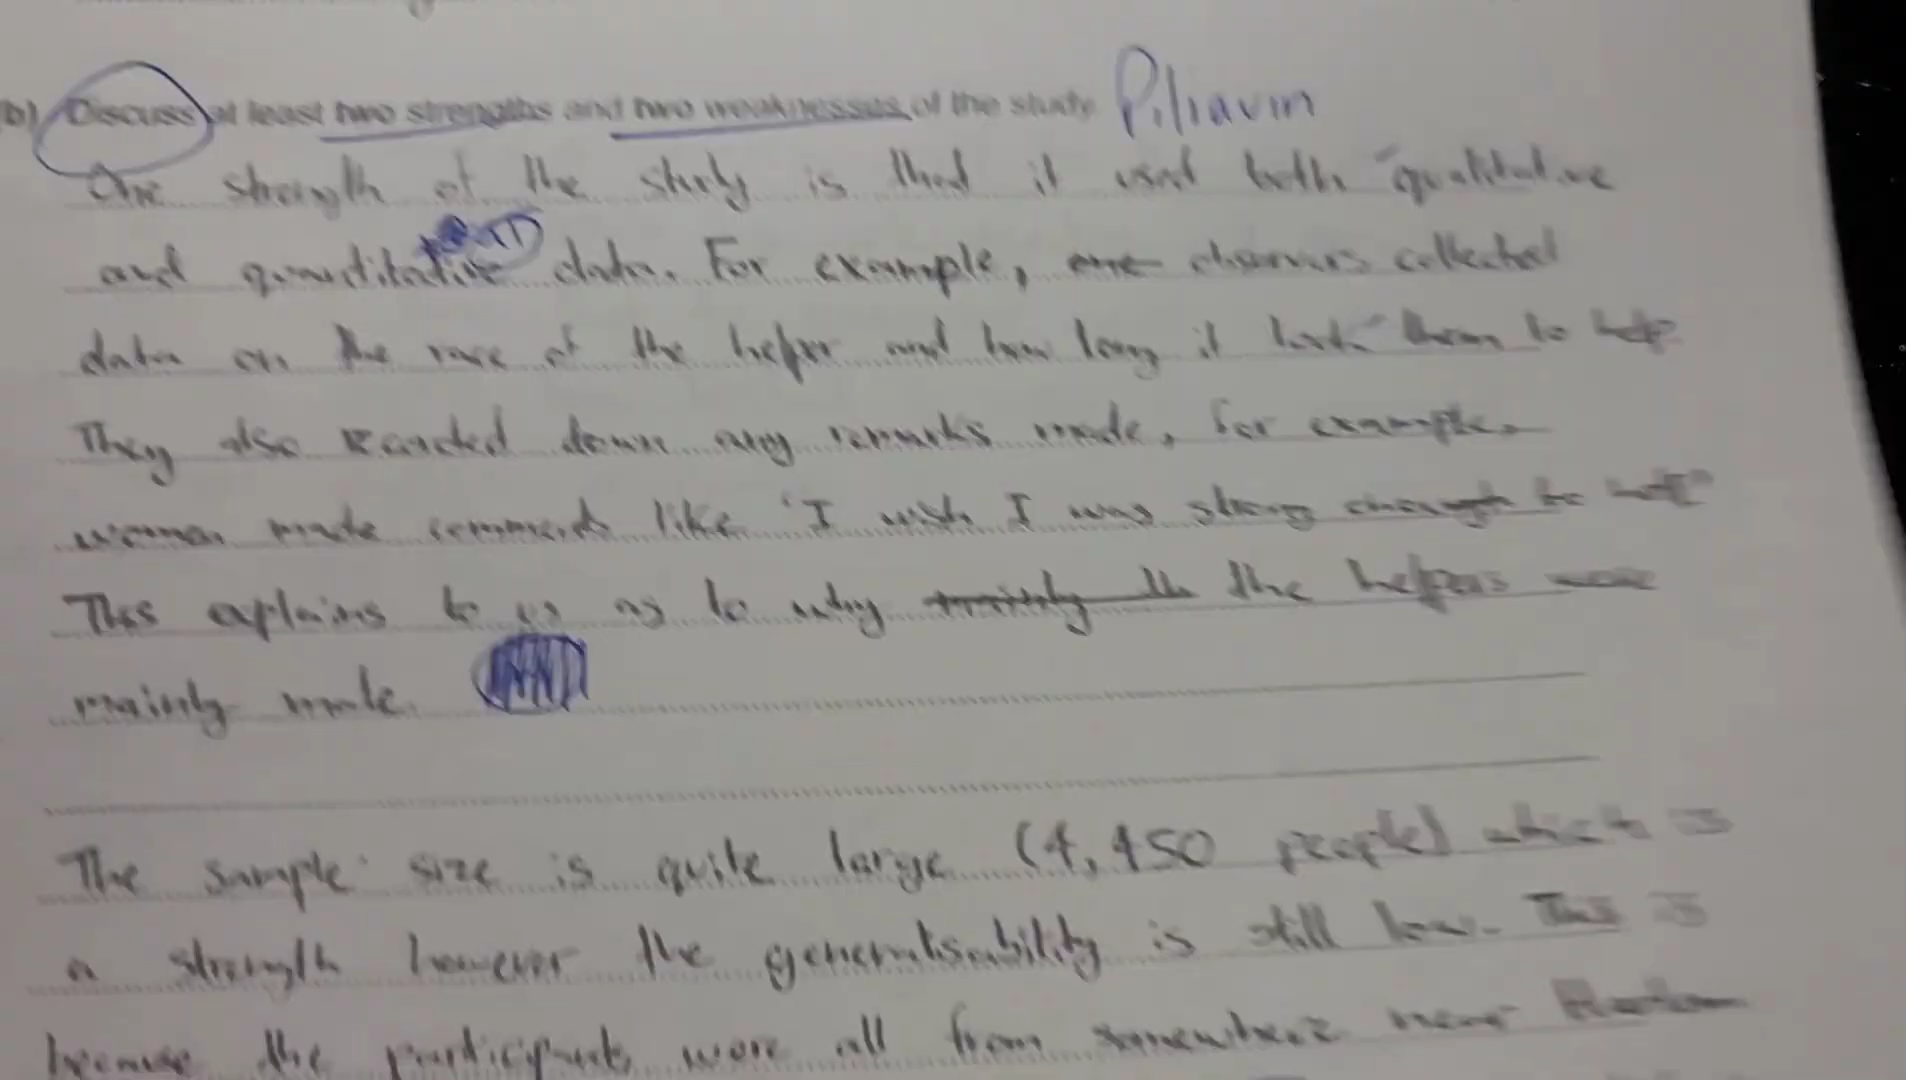 (b) Discuss at least two strengths and two weaknesses of the study. Piliavin
One strength of the study is that it used both qualitative
and quantitative data. For example, one observers collected
data on the race of the helper and how long it took them to help
They also recorded down any remarks made, for example,
women made comments like 'I wish I was strong enough to help"
This explains to us as to why mainly the the helpers were
mainly male.
The sample size is quite large (4,450 people) which is
a strength however the generalisability is still low. This is
because the participants were all from somewhere near